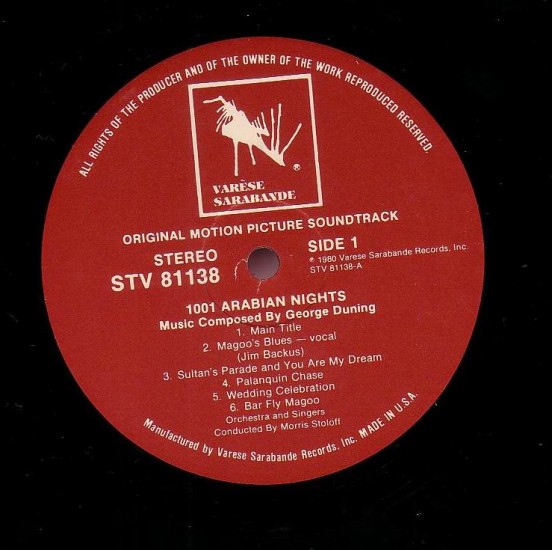 ALL RIGHTS OF THE PRODUCER AND OF THE OWNER OF THE WORK REPRODUCED RESERVED.
VARÈSE
SARABANDE
®
ORIGINAL MOTION PICTURE SOUNDTRACK
STEREO
STV 81138
SIDE 1
℗ 1980 Varese Sarabande Records, Inc.
STV 81138-A
1001 ARABIAN NIGHTS
Music Composed By George Duning
1. Main Title
2. Magoo's Blues — vocal
(Jim Backus)
3. Sultan's Parade and You Are My Dream
4. Palanquin Chase
5. Wedding Celebration
6. Bar Fly Magoo
Orchestra and Singers
Conducted By Morris Stoloff
Manufactured by Varese Sarabande Records, Inc. MADE IN U.S.A.